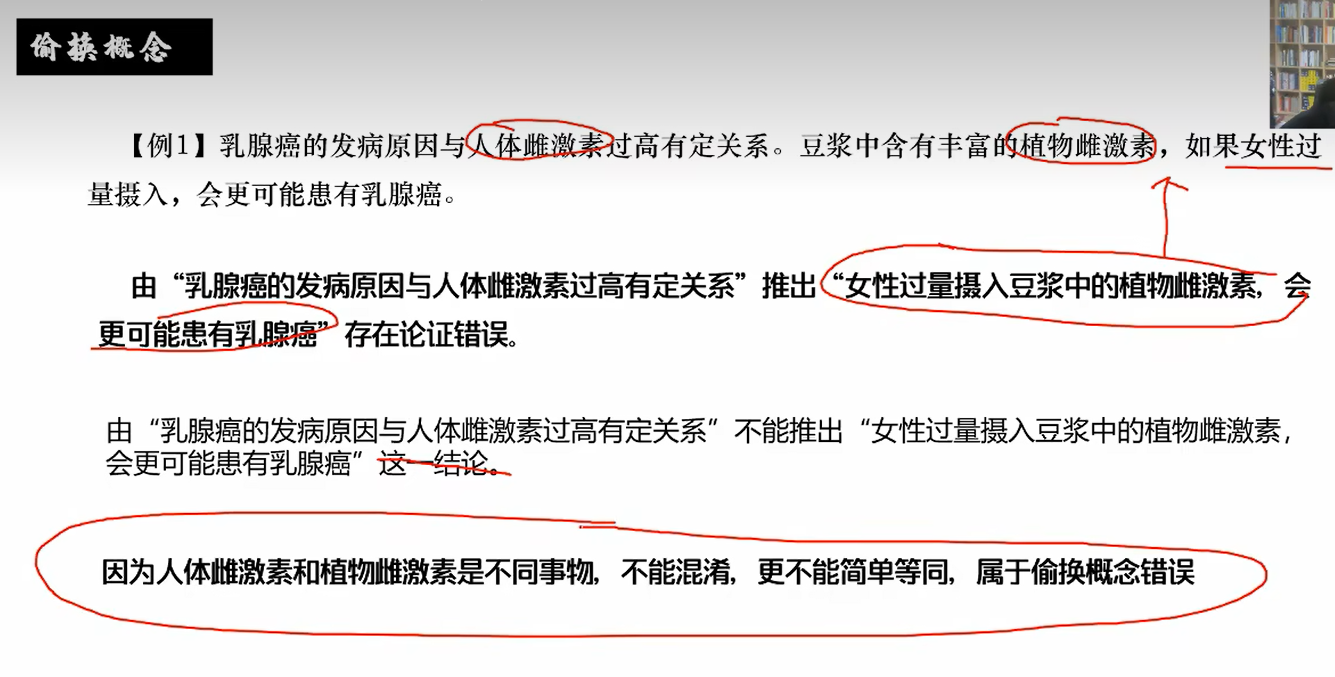 偷换概念
【例1】乳腺癌的发病原因与人体雌激素过高有定关系。豆浆中含有丰富的植物雌激素，如果女性过
量摄入，会更可能患有乳腺癌。
由“乳腺癌的发病原因与人体雌激素过高有定关系”推出“女性过量摄入豆浆中的植物雌激素，会
更可能患有乳腺癌”存在论证错误。
由“乳腺癌的发病原因与人体雌激素过高有定关系”不能推出“女性过量摄入豆浆中的植物雌激素，
会更可能患有乳腺癌”这一结论。
因为人体雌激素和植物雌激素是不同事物，不能混淆，更不能简单等同，属于偷换概念错误